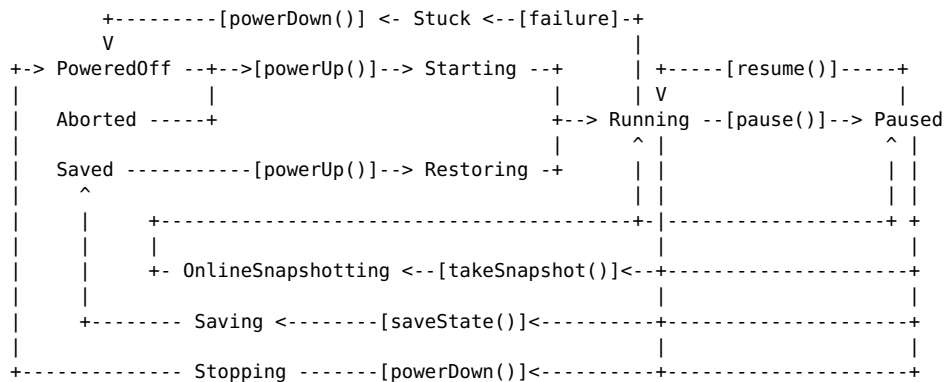 [powerDown()] <- Stuck <--[failure]
PoweredOff [powerUp()]--> Starting [resume()]
Aborted Running --[pause()]--> Paused
Saved [powerUp()]--> Restoring
OnlineSnapshotting <--[takeSnapshot()]
Saving <--------[saveState()]
Stopping -------[powerDown()]